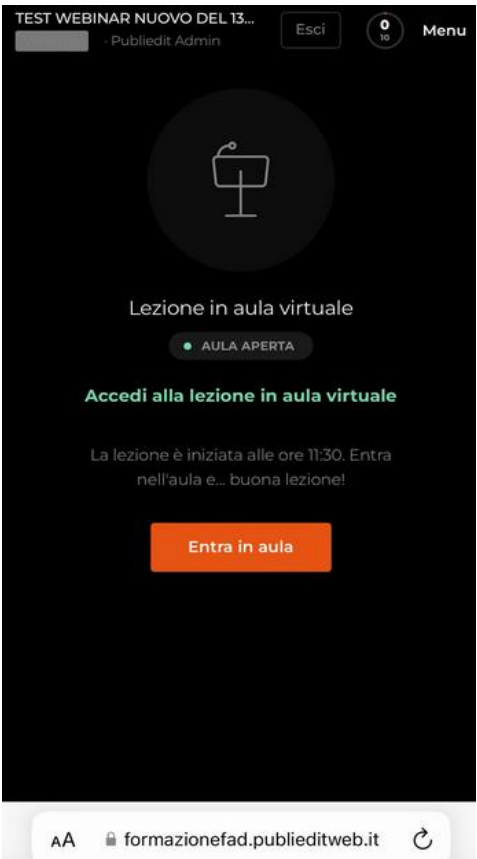 TEST WEBINAR NUOVO DEL 13...
- Publiedit Admin
Esci
0
10
Menu
Lezione in aula virtuale
AULA APERTA
Accedi alla lezione in aula virtuale
La lezione è iniziata alle ore 11:30. Entra
nell'aula e... buona lezione!
Entra in aula
AA
formazionefad.publieditweb.it